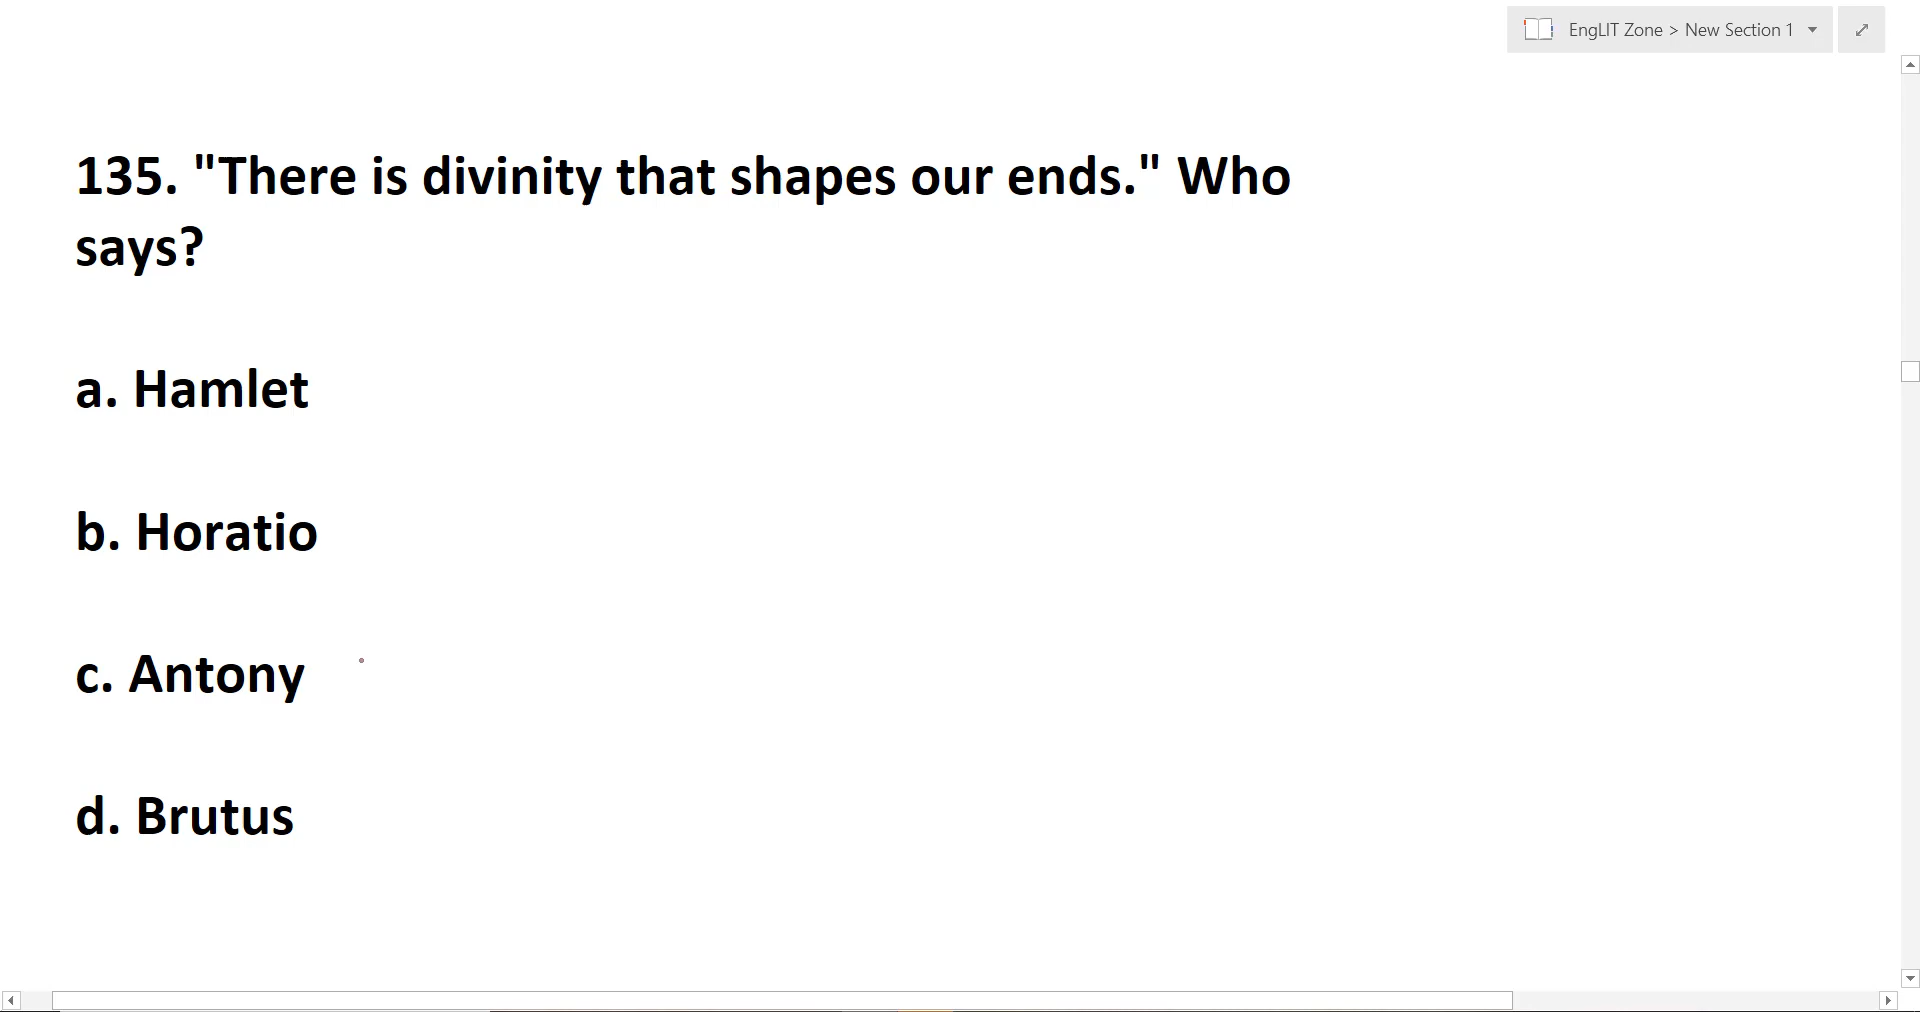 EngLIT Zone > New Section 1
135. "There is divinity that shapes our ends." Who
says?
a. Hamlet
b. Horatio
c. Antony
d. Brutus